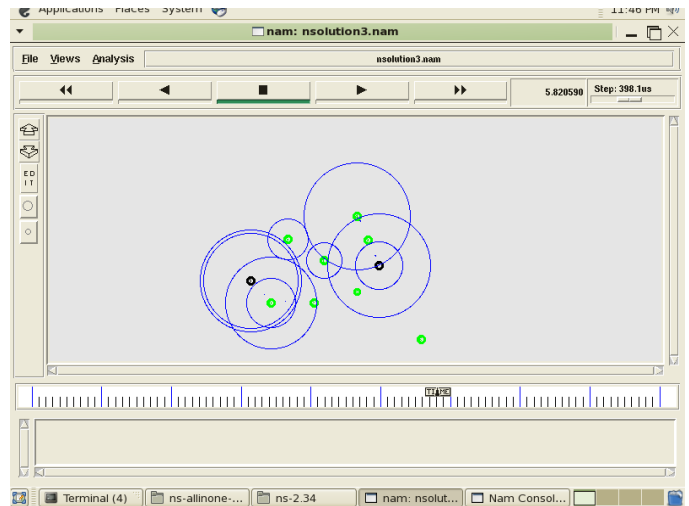 Applications Places System 11:46 PM
nam: nsolution3.nam
File Views Analysis nsolution3.nam
5.820590 Step: 398.1us
ED
IT
TIME
Terminal (4) ns-allinone-... ns-2.34 nam: nsolut... Nam Consol...